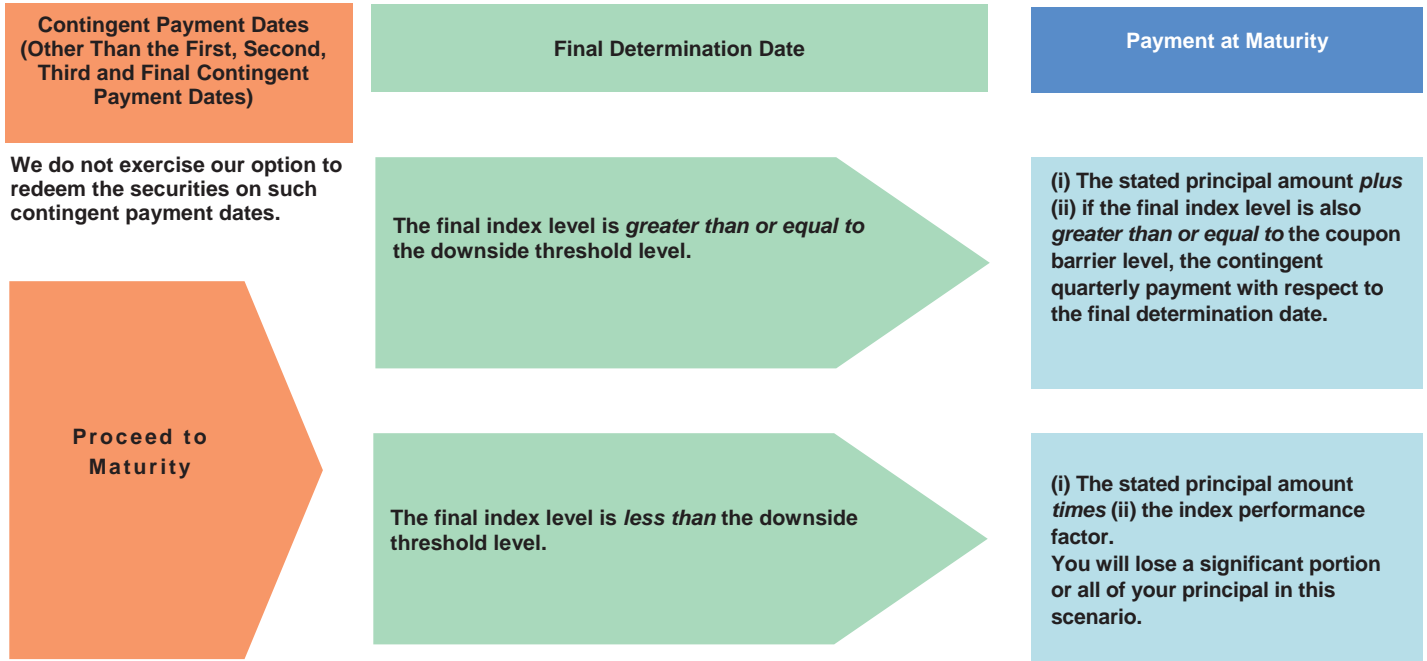 Contingent Payment Dates
(Other Than the First, Second,
Third and Final Contingent
Payment Dates)
Final Determination Date
Payment at Maturity
We do not exercise our option to
redeem the securities on such
contingent payment dates.
Proceed to
Maturity
The final index level is greater than or equal to
the downside threshold level.
(i) The stated principal amount plus
(ii) if the final index level is also
greater than or equal to the coupon
barrier level, the contingent
quarterly payment with respect to
the final determination date.
The final index level is less than the downside
threshold level.
(i) The stated principal amount
times (ii) the index performance
factor.
You will lose a significant portion
or all of your principal in this
scenario.